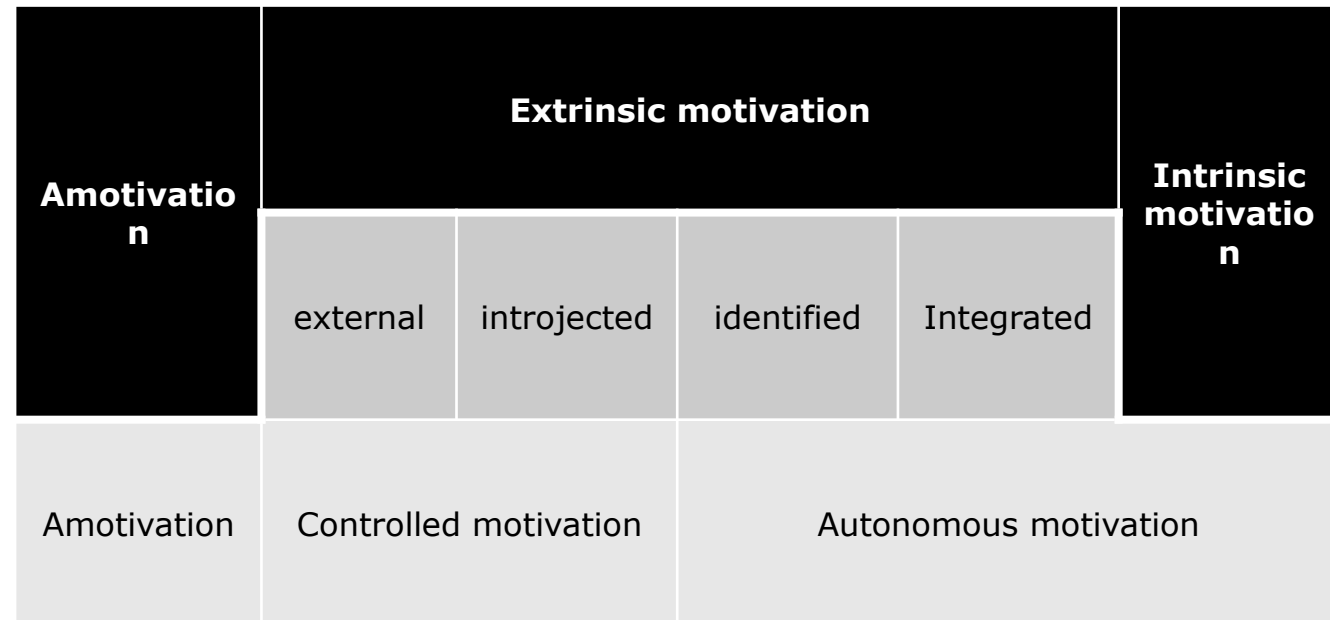 Extrinsic motivation
Amotivatio
n
Intrinsic
motivatio
n
external
introjected
identified
Integrated
Amotivation
Controlled motivation
Autonomous motivation